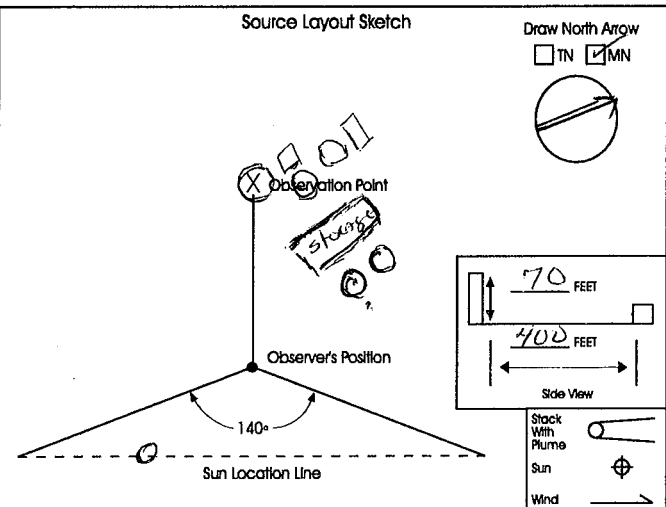 Source Layout Sketch
Draw North Arrow
TN MN
X Observation Point
storage
70 FEET
400 FEET
Side View
Observer's Position
140°
Sun Location Line
Stack
With
Plume
Sun
Wind